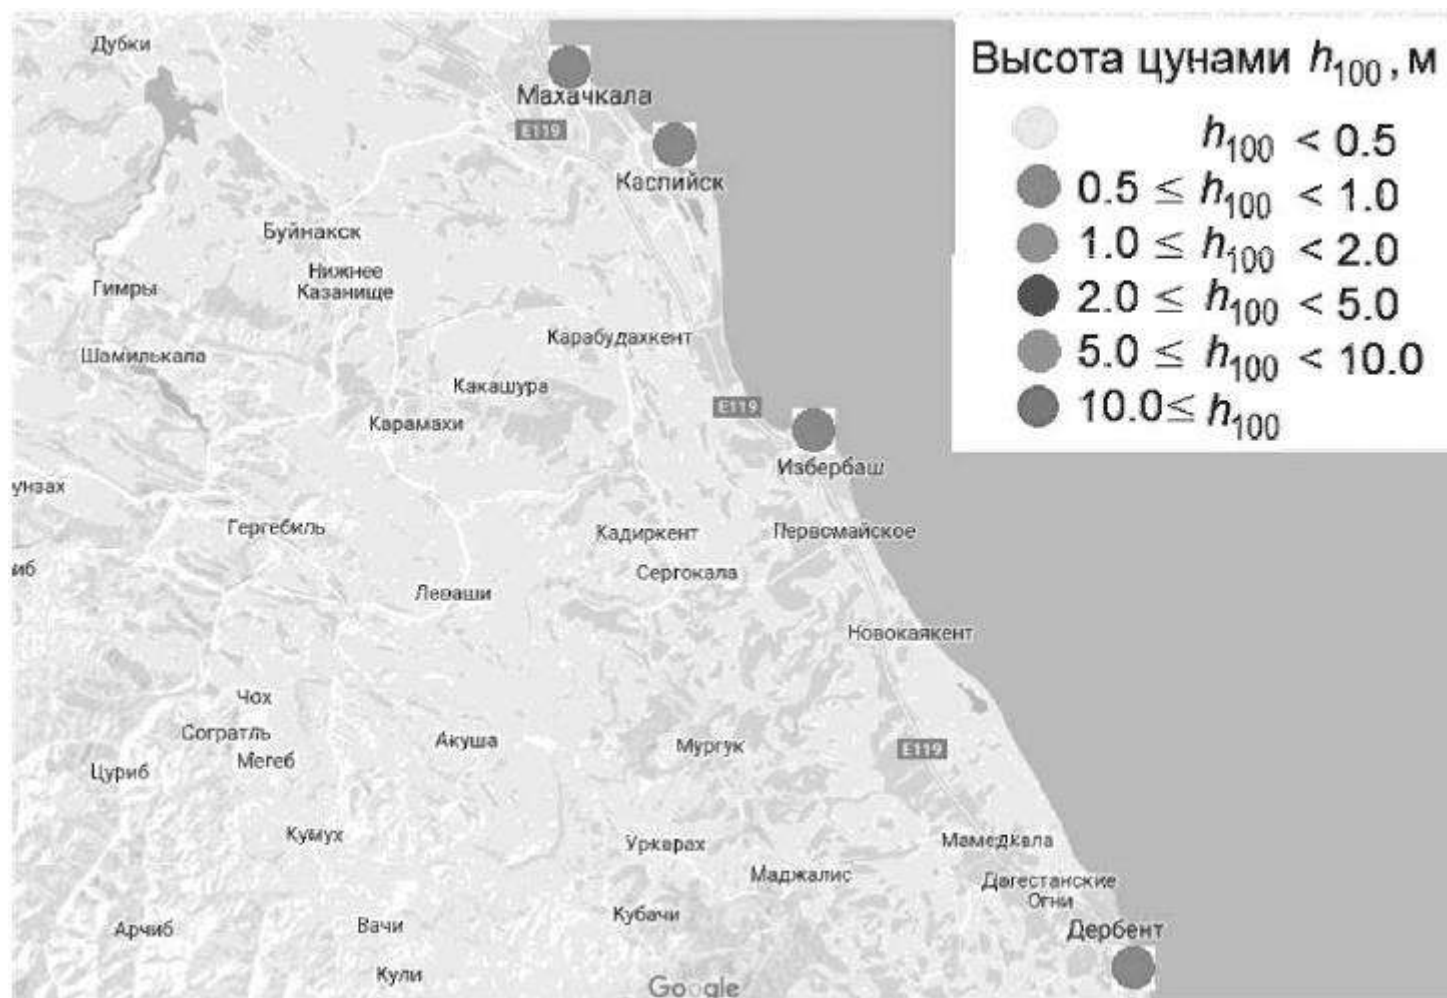 Высота цунами h100, м
h100 < 0.5
0.5 ≤ h100 < 1.0
1.0 ≤ h100 < 2.0
2.0 ≤ h100 < 5.0
5.0 ≤ h100 < 10.0
10.0 ≤ h100
Дубки
Махачкала
E119
Каспийск
Буйнакск
Нижнее
Казанище
Гимры
Карабудахкент
Шамилькала
Какашура
E119
Карамахи
Избербаш
унзах
Гергебиль
Кадиркент
Первомайское
иб
Сергокала
Леваши
Новокаякент
Чох
Согратль
Акуша
Мургук
E119
Мегеб
Цуриб
Кумух
Уркарах
Мамедкала
Маджалис
Дагестанские
Огни
Кубачи
Арчиб
Вачи
Дербент
Кули
Google